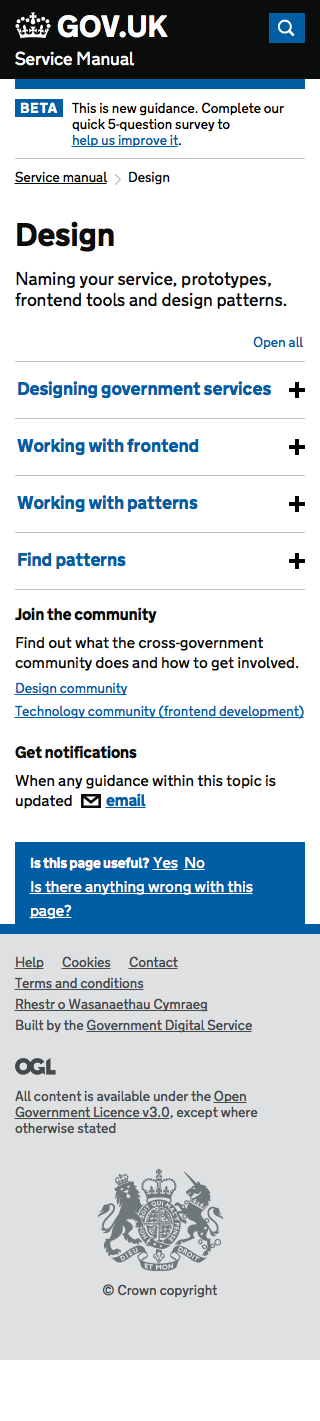 GOV.UK
Service Manual
BETA
This is new guidance. Complete our
quick 5-question survey to
help us improve it.
Service manual
Design
Design
Naming your service, prototypes,
frontend tools and design patterns.
Open all
Designing government services
Working with frontend
Working with patterns
Find patterns
Join the community
Find out what the cross-government
community does and how to get involved.
Design community
Technology community (frontend development)
Get notifications
When any guidance within this topic is
updated email
Is this page useful? Yes No
Is there anything wrong with this
page?
Help Cookies Contact
Terms and conditions
Rhestr o Wasanaethau Cymraeg
Built by the Government Digital Service
OGL
All content is available under the Open
Government Licence v3.0, except where
otherwise stated
DIEU ET MON DROIT
© Crown copyright